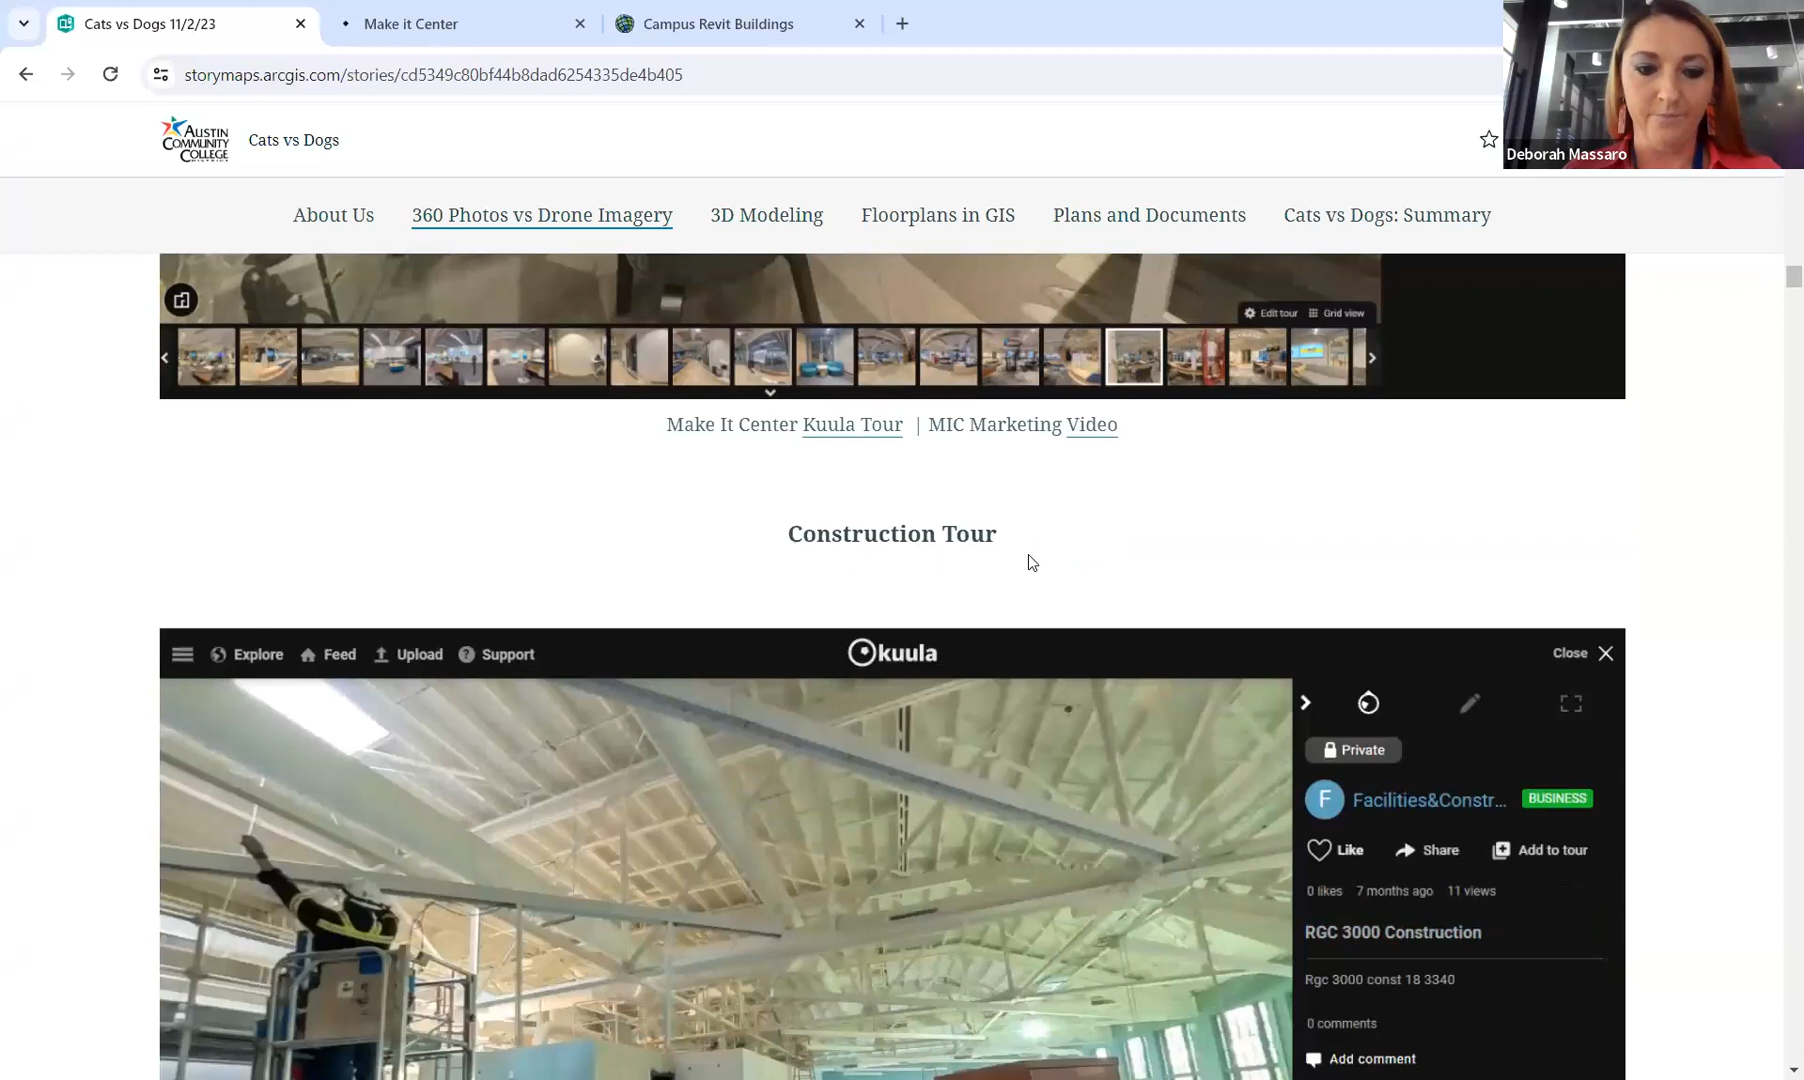 Cats vs Dogs 11/2/23
Make it Center
Campus Revit Buildings
storymaps.arcgis.com/stories/cd5349c80bf44b8dad6254335de4b405
Deborah Massaro
AUSTIN
COMMUNITY
COLLEGE
Cats vs Dogs
About Us
360 Photos vs Drone Imagery
3D Modeling
Floorplans in GIS
Plans and Documents
Cats vs Dogs: Summary
Edit tour
Grid view
Make It Center Kuula Tour | MIC Marketing Video
Construction Tour
Explore
Feed
Upload
Support
kuula
Close
Private
F
Facilities&Constr...
BUSINESS
Like
Share
Add to tour
0 likes
7 months ago
11 views
RGC 3000 Construction
Rgc 3000 const 18 3340
0 comments
Add comment